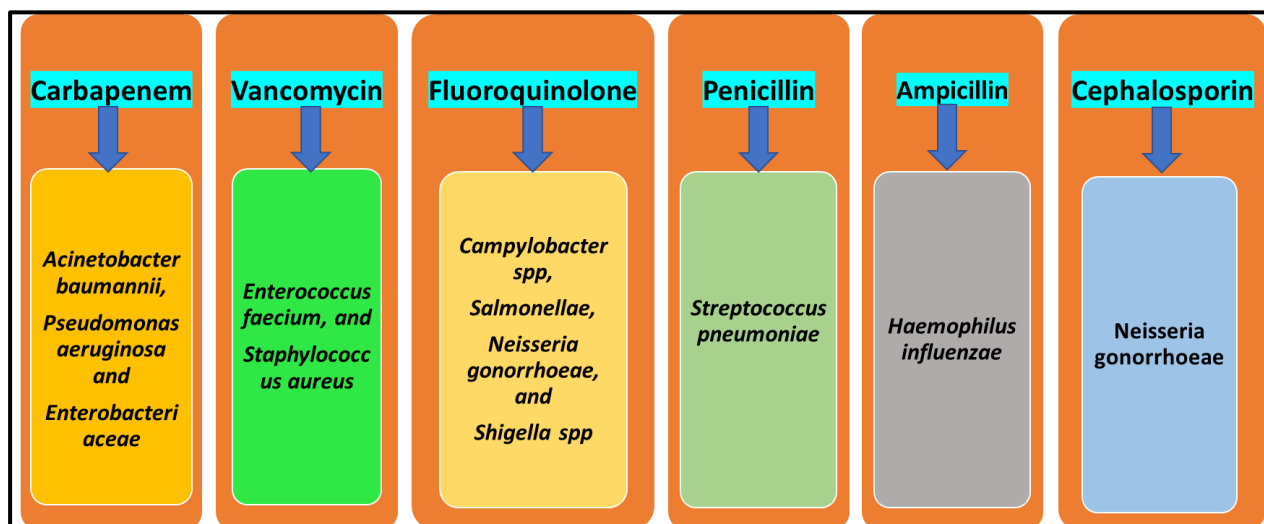 Carbapenem
Acinetobacter
baumannii,
Pseudomonas
aeruginosa
and
Enterobacteri
aceae
Vancomycin
Enterococcus
faecium, and
Staphylococc
us aureus
Fluoroquinolone
Campylobacter
spp,
Salmonellae,
Neisseria
gonorrhoeae,
and
Shigella spp
Penicillin
Streptococcus
pneumoniae
Ampicillin
Haemophilus
influenzae
Cephalosporin
Neisseria
gonorrhoeae